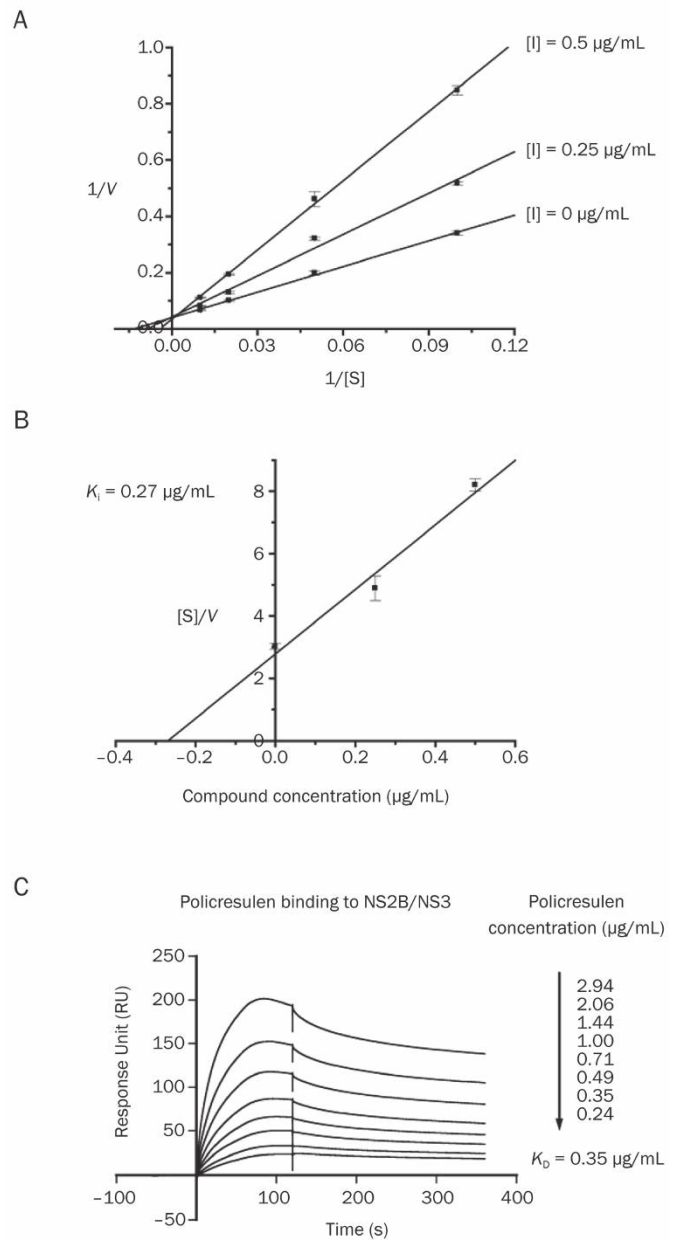 A
1.0
[I] = 0.5 µg/mL
0.8
0.6
[I] = 0.25 µg/mL
1/V
0.4
[I] = 0 µg/mL
0.2
0.0
0.00 0.03 0.06 0.09 0.12
1/[S]
B
Ki = 0.27 µg/mL
8
6
[S]/V
4
2
0
−0.4 −0.2 0.0 0.2 0.4 0.6
Compound concentration (µg/mL)
C
Policresulen binding to NS2B/NS3
Policresulen
concentration (µg/mL)
250
200
150
100
50
−50
Response Unit (RU)
2.94
2.06
1.44
1.00
0.71
0.49
0.35
0.24
KD = 0.35 µg/mL
−100 100 200 300 400
Time (s)